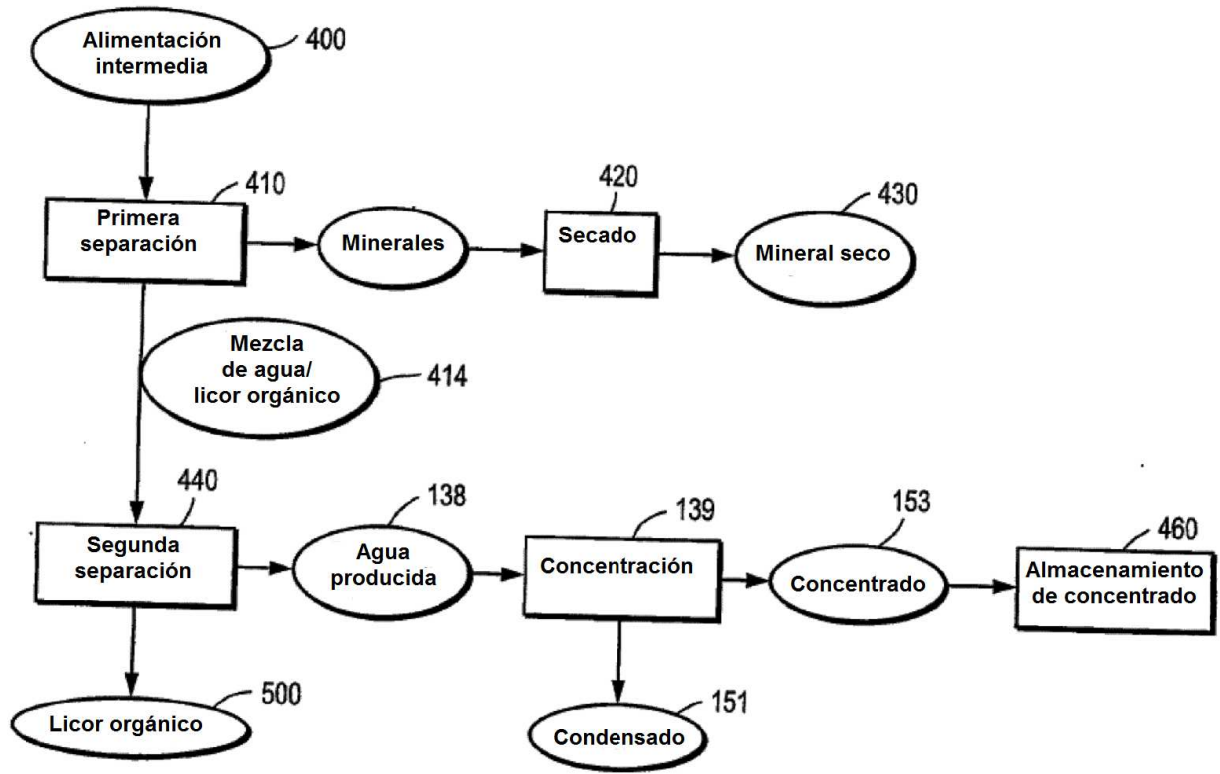 Alimentación
intermedia
400
410
Primera
separación
Minerales
420
Secado
430
Mineral seco
Mezcla
de agua/
licor orgánico
414
440
Segunda
separación
138
Agua
producida
139
Concentración
153
Concentrado
460
Almacenamiento
de concentrado
500
Licor orgánico
151
Condensado